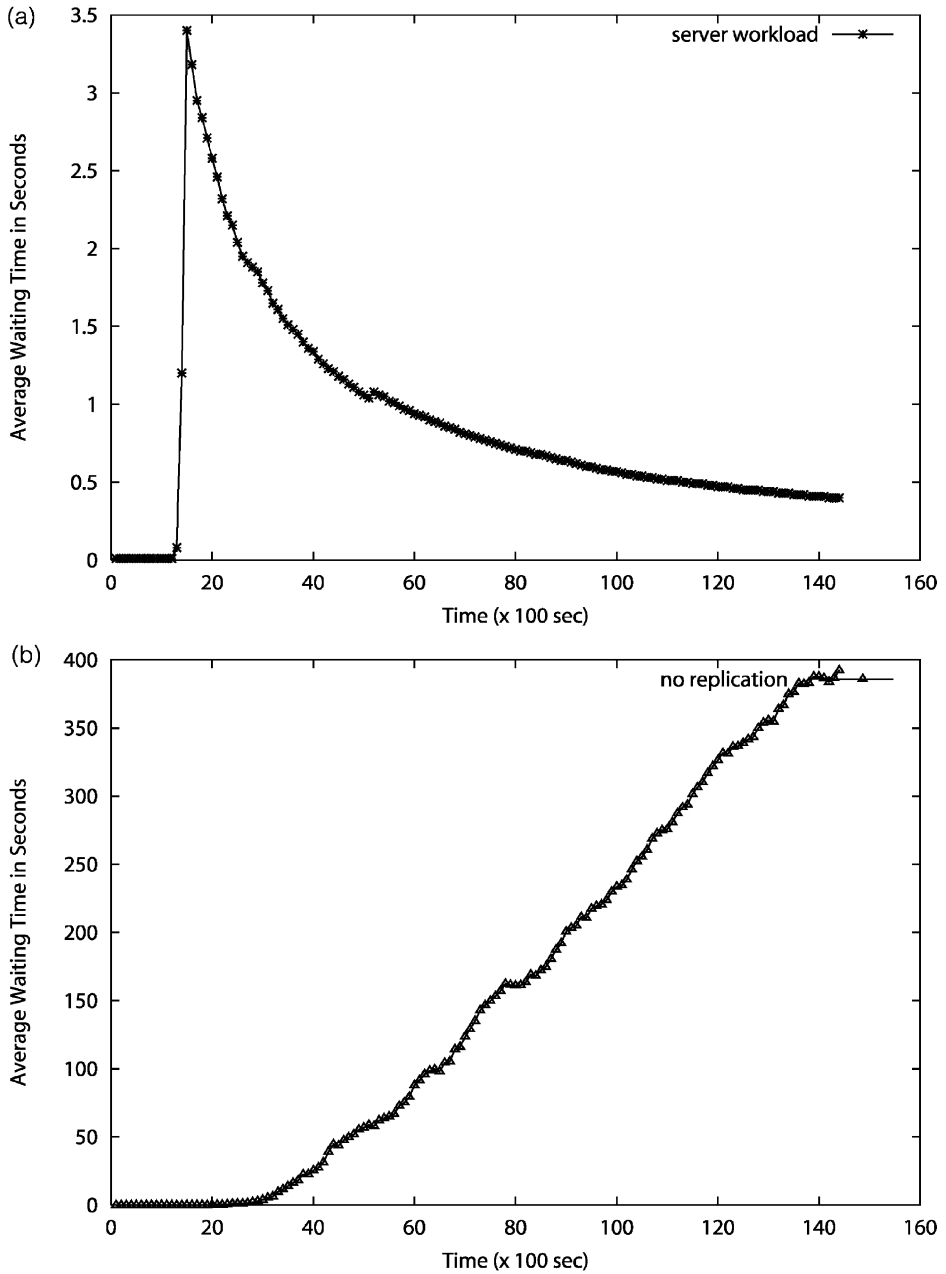 (a)
3.5
3
2.5
2
1.5
1
0.5
0
server workload
Average Waiting Time in Seconds
0 20 40 60 80 100 120 140 160
Time (x 100 sec)
(b)
400
350
300
250
200
150
100
50
0
no replication
Average Waiting Time in Seconds
0 20 40 60 80 100 120 140 160
Time (x 100 sec)